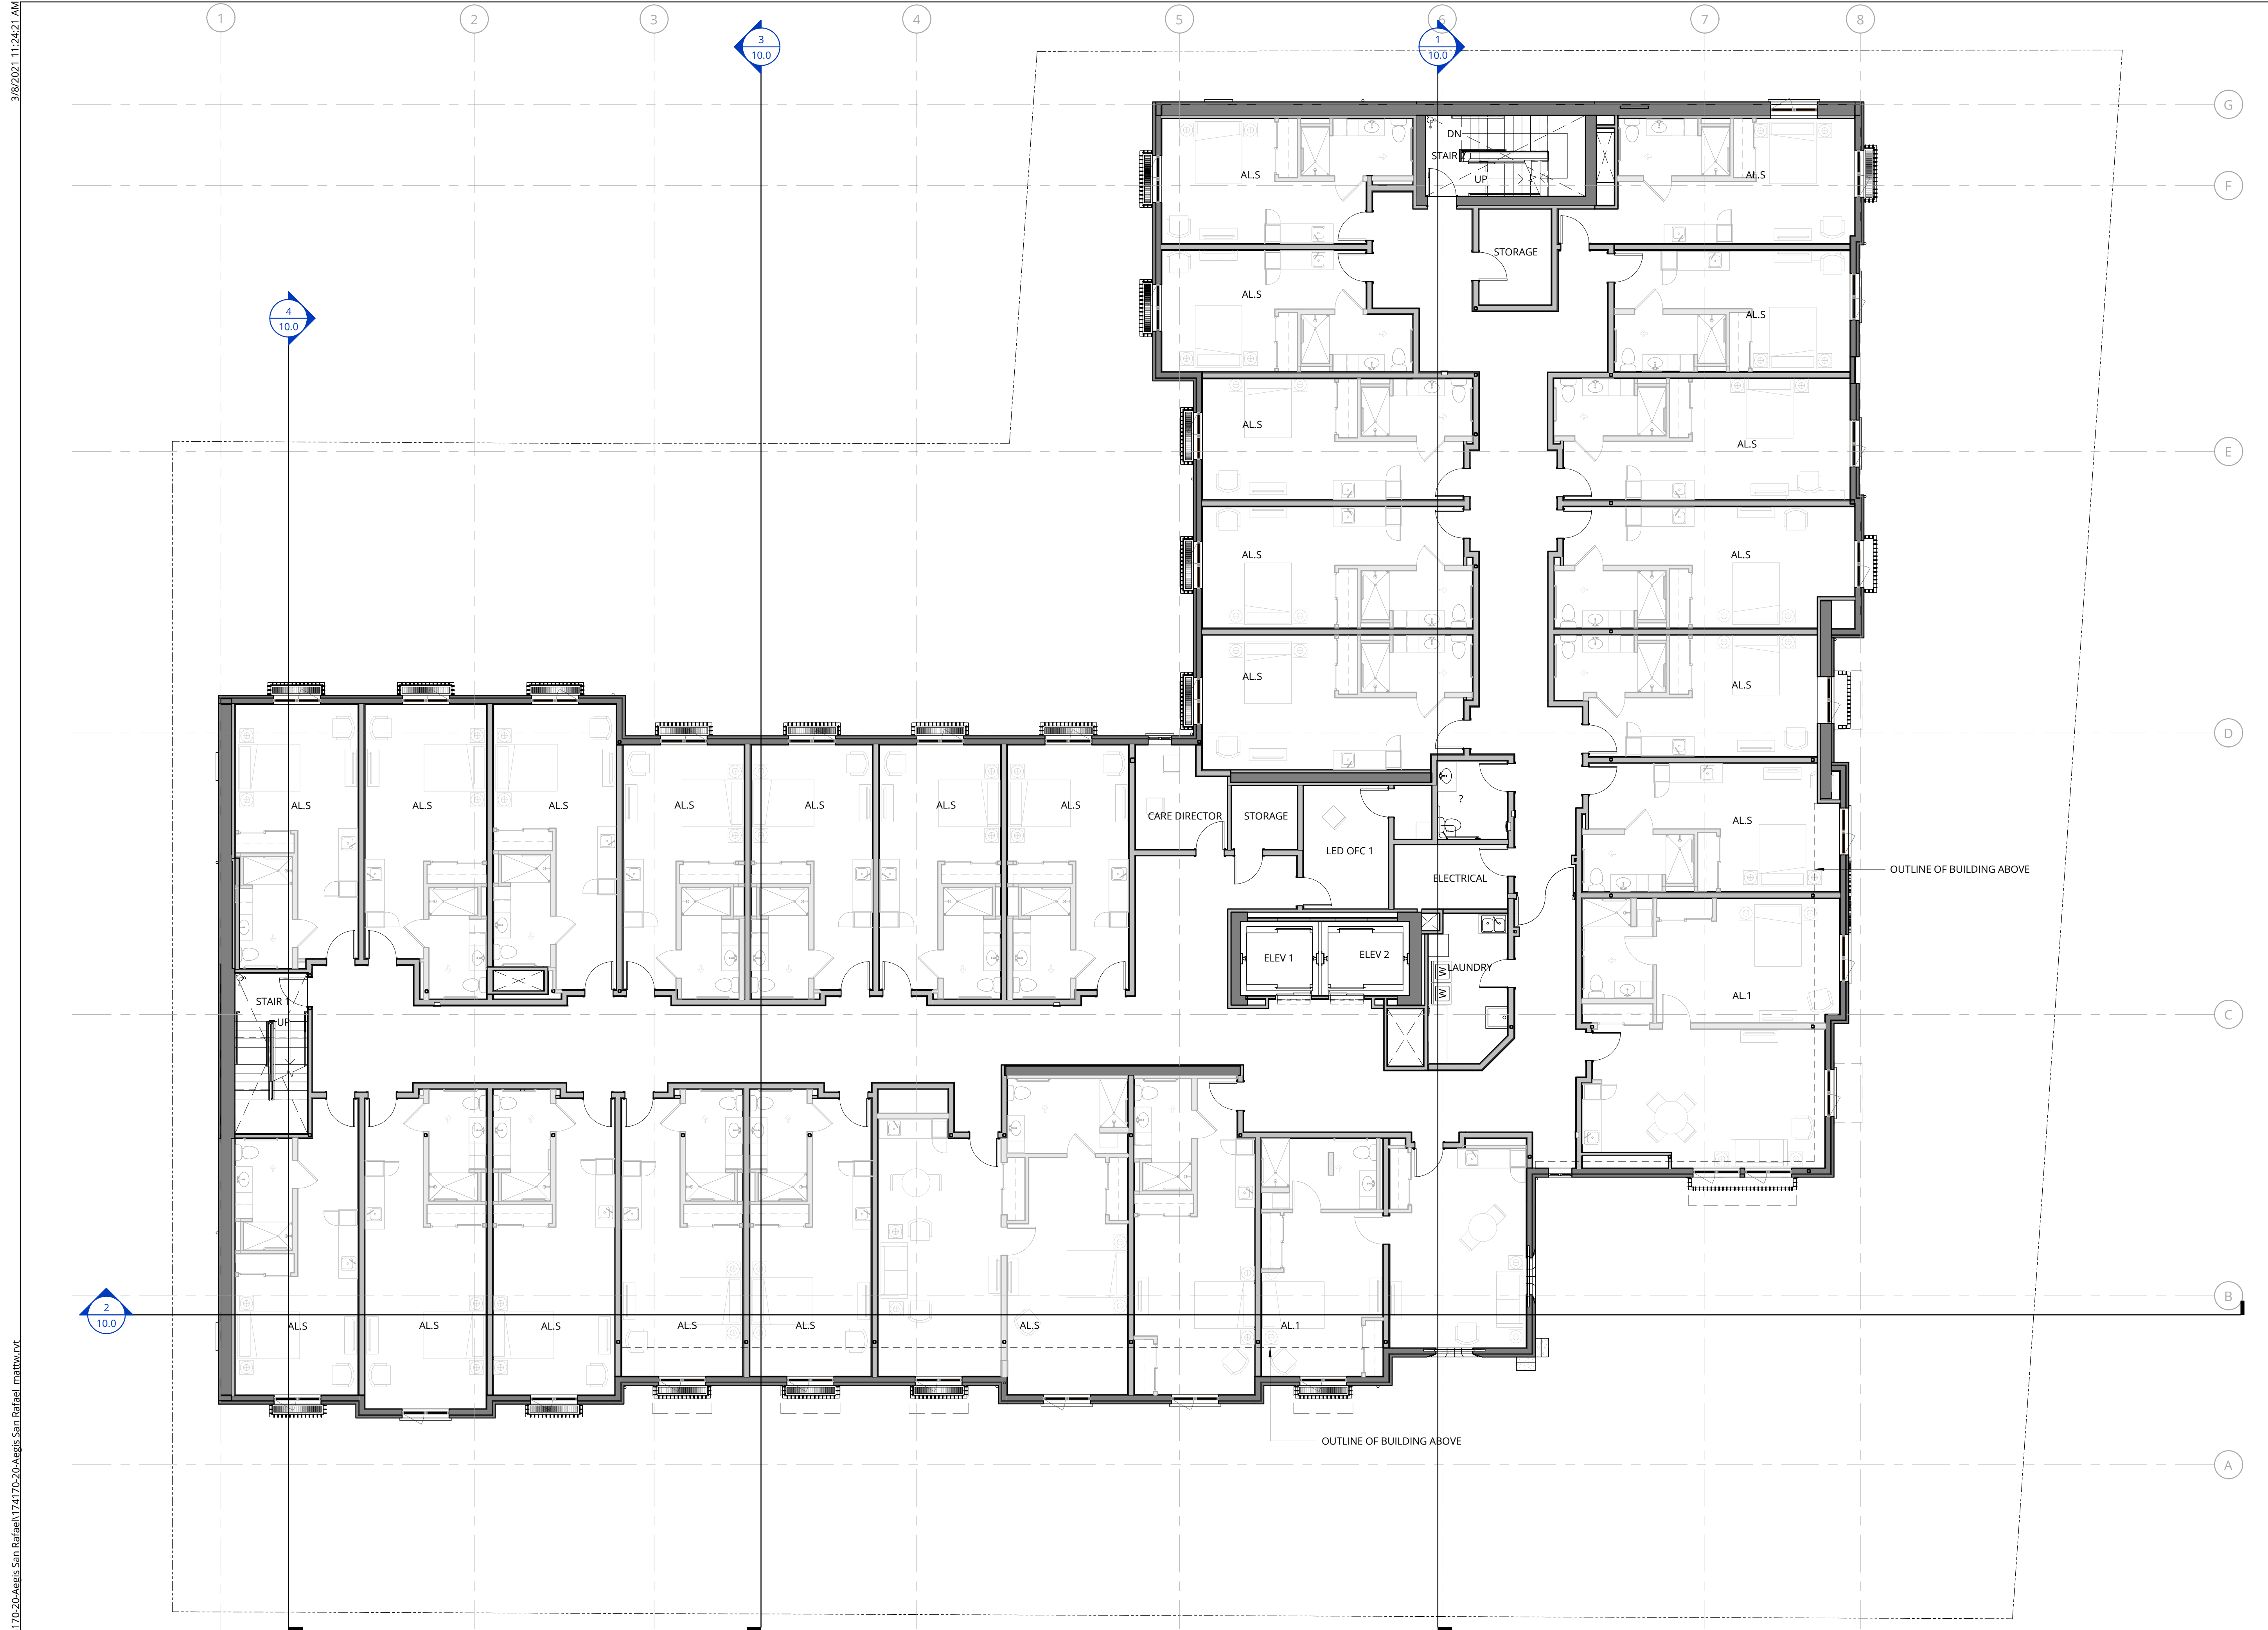 3/8/2021 11:24:21 AM
1
2
3
4
5
6
7
8
3
10.0
1
10.0
G
DN
STAIR 2
UP
AL.S
AL.S
F
STORAGE
AL.S
AL.S
4
10.0
AL.S
AL.S
E
AL.S
AL.S
AL.S
AL.S
D
AL.S
AL.S
AL.S
AL.S
AL.S
AL.S
AL.S
CARE DIRECTOR
STORAGE
?
AL.S
LED OFC 1
OUTLINE OF BUILDING ABOVE
ELECTRICAL
ELEV 1
ELEV 2
LAUNDRY
W
W
AL.1
STAIR 1
UP
C
B
2
10.0
AL.S
AL.S
AL.S
AL.S
AL.S
AL.S
AL.1
OUTLINE OF BUILDING ABOVE
A
170-20-Aegis San Rafael\174170-20-Aegis San Rafael_mattw.rvt